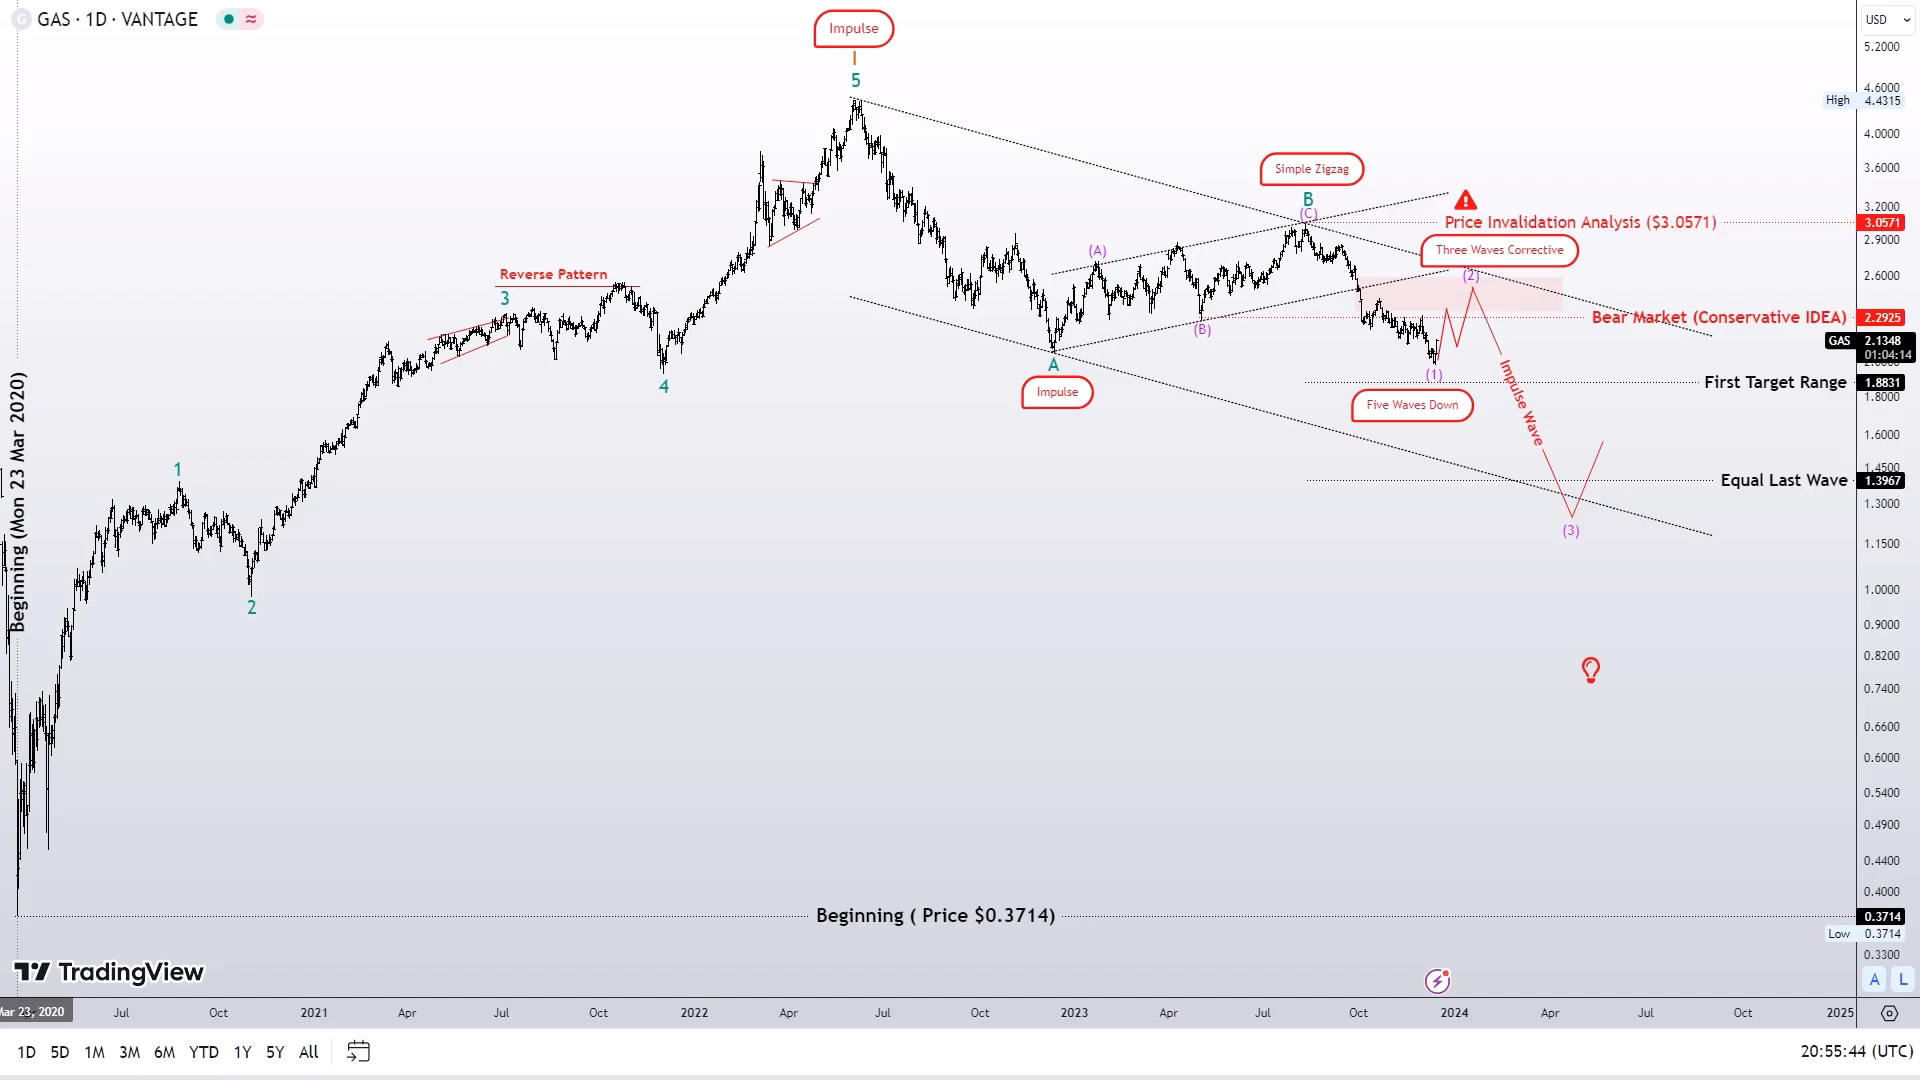 G GAS · 1D · VANTAGE
USD
Impulse
I
5
5.2000
4.6000
High 4.4315
4.0000
3.6000
3.2000
2.9000
2.6000
Simple Zigzag
B
(C)
Price Invalidation Analysis ($3.0571)
3.0571
Three Waves Corrective
(2)
(A)
Reverse Pattern
3
Bear Market (Conservative IDEA)
2.2925
(B)
GAS 2.1348
01:04:14
A
Impulse
4
(1)
First Target Range
1.8831
1.8000
Five Waves Down
Impulse Wave
1.6000
1
1.4500
Equal Last Wave
1.3967
1.3000
(3)
1.1500
Beginning (Mon 23 Mar 2020)
2
1.0000
0.9000
0.8200
0.7400
0.6600
0.6000
0.5400
0.4900
0.4400
0.4000
Beginning ( Price $0.3714)
0.3714
Low 0.3714
0.3300
TradingView
A L
Mar 23, 2020
Jul Oct 2021 Apr Jul Oct 2022 Apr Jul Oct 2023 Apr Jul Oct 2024 Apr Jul Oct 2025
1D 5D 1M 3M 6M YTD 1Y 5Y All
20:55:44 (UTC)